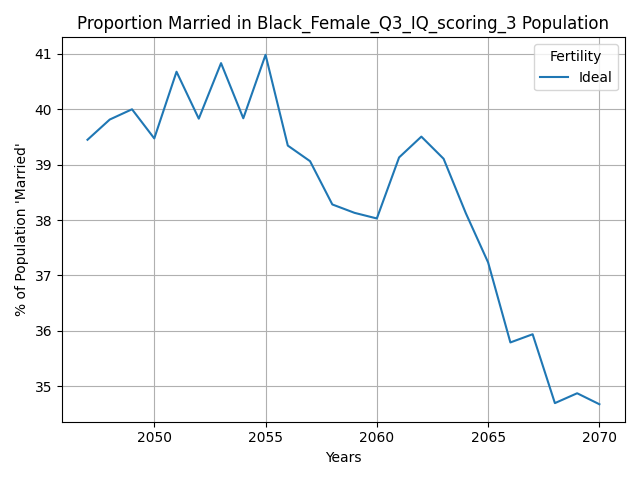 Proportion Married in Black_Female_Q3_IQ_scoring_3 Population
Fertility
Ideal
41
40
39
38
37
36
35
% of Population 'Married'
2050
2055
2060
2065
2070
Years